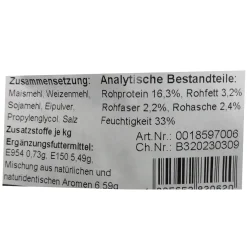 Zusammensetzung:
Maismehl, Weizenmehl,
Sojamehl, Eipulver,
Propylenglycol, Salz
Zusatzstoffe je kg
Ergänzungsfuttermittel:
E954 0,73g, E150 5,49g,
Mischung aus natürlichen und
naturidentischen Aromen 6,59g
Analytische Bestandteile:
Rohprotein 16,3%, Rohfett 3,2%
Rohfaser 2,2%, Rohasche 2,4%
Feuchtigkeit 33%
Art.Nr.: 0018597006
Ch.Nr.: B320230309